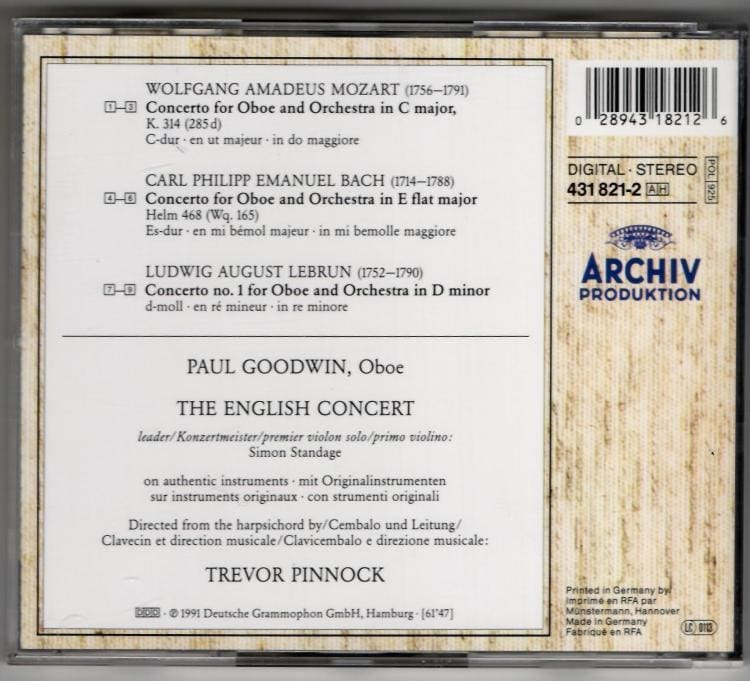 WOLFGANG AMADEUS MOZART (1756–1791)
1–3 Concerto for Oboe and Orchestra in C major,
K. 314 (285d)
C-dur · en ut majeur · in do maggiore
CARL PHILIPP EMANUEL BACH (1714–1788)
4–6 Concerto for Oboe and Orchestra in E flat major
Helm 468 (Wq. 165)
Es-dur · en mi bémol majeur · in mi bemolle maggiore
LUDWIG AUGUST LEBRUN (1752–1790)
7–9 Concerto no. 1 for Oboe and Orchestra in D minor
d-moll · en ré mineur · in re minore
PAUL GOODWIN, Oboe
THE ENGLISH CONCERT
leader/Konzertmeister/premier violon solo/primo violino:
Simon Standage
on authentic instruments · mit Originalinstrumenten
sur instruments originaux · con strumenti originali
Directed from the harpsichord by/Cembalo und Leitung/
Clavecin et direction musicale/Clavicembalo e direzione musicale:
TREVOR PINNOCK
DDD · ℗ 1991 Deutsche Grammophon GmbH, Hamburg · [61'47]
0 28943 18212 6
DIGITAL · STEREO
431 821-2 AH
POL 925
ARCHIV
PRODUKTION
Printed in Germany by/
Imprimé en RFA par
Münstermann, Hannover
Made in Germany
Fabriqué en RFA
LC 0113